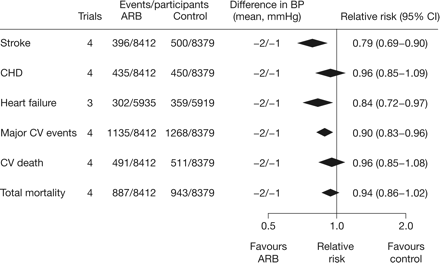 Events/participants Difference in BP
Trials ARB Control (mean, mmHg) Relative risk (95% CI)
Stroke 4 396/8412 500/8379 −2/−1 0.79 (0.69–0.90)
CHD 4 435/8412 450/8379 −2/−1 0.96 (0.85–1.09)
Heart failure 3 302/5935 359/5919 −2/−1 0.84 (0.72–0.97)
Major CV events 4 1135/8412 1268/8379 −2/−1 0.90 (0.83–0.96)
CV death 4 491/8412 511/8379 −2/−1 0.96 (0.85–1.08)
Total mortality 4 887/8412 943/8379 −2/−1 0.94 (0.86–1.02)
0.5 1.0 2.0
Favours Relative Favours
ARB risk control